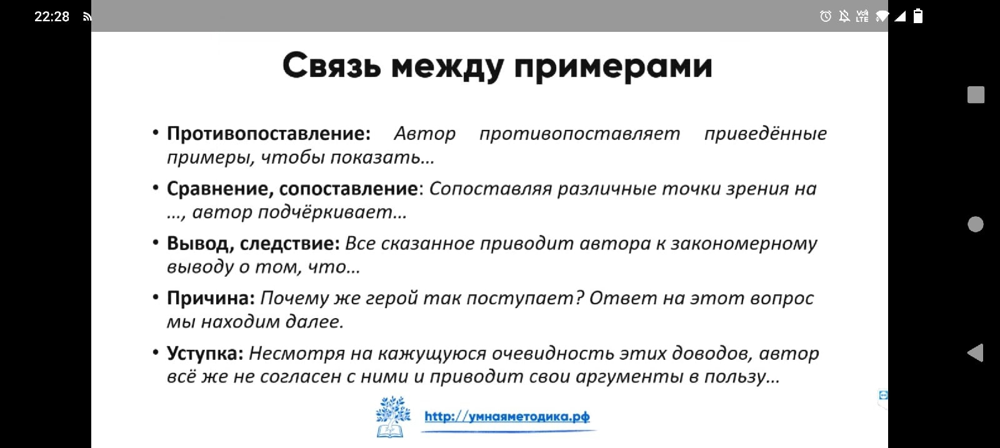 22:28
VoB
LTE
Связь между примерами
• Противопоставление: Автор противопоставляет приведённые
примеры, чтобы показать...
• Сравнение, сопоставление: Сопоставляя различные точки зрения на
..., автор подчёркивает...
• Вывод, следствие: Все сказанное приводит автора к закономерному
выводу о том, что...
• Причина: Почему же герой так поступает? Ответ на этот вопрос
мы находим далее.
• Уступка: Несмотря на кажущуюся очевидность этих доводов, автор
всё же не согласен с ними и приводит свои аргументы в пользу...
http://умнаяметодика.рф